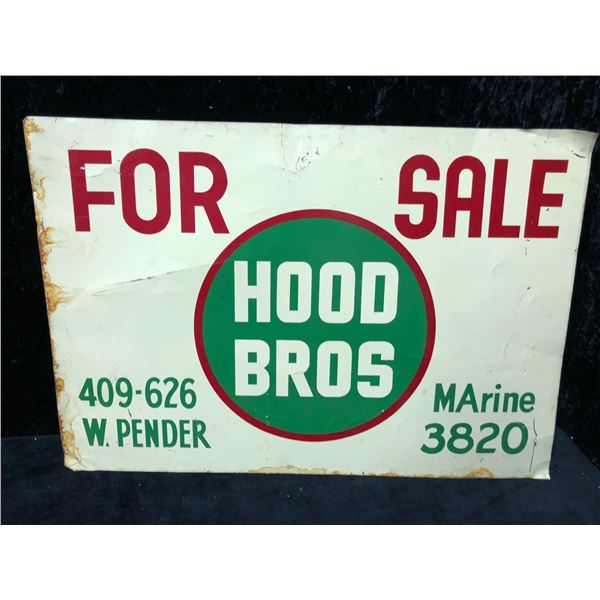 FOR SALE
HOOD
BROS
409-626
W. PENDER
MArine
3820